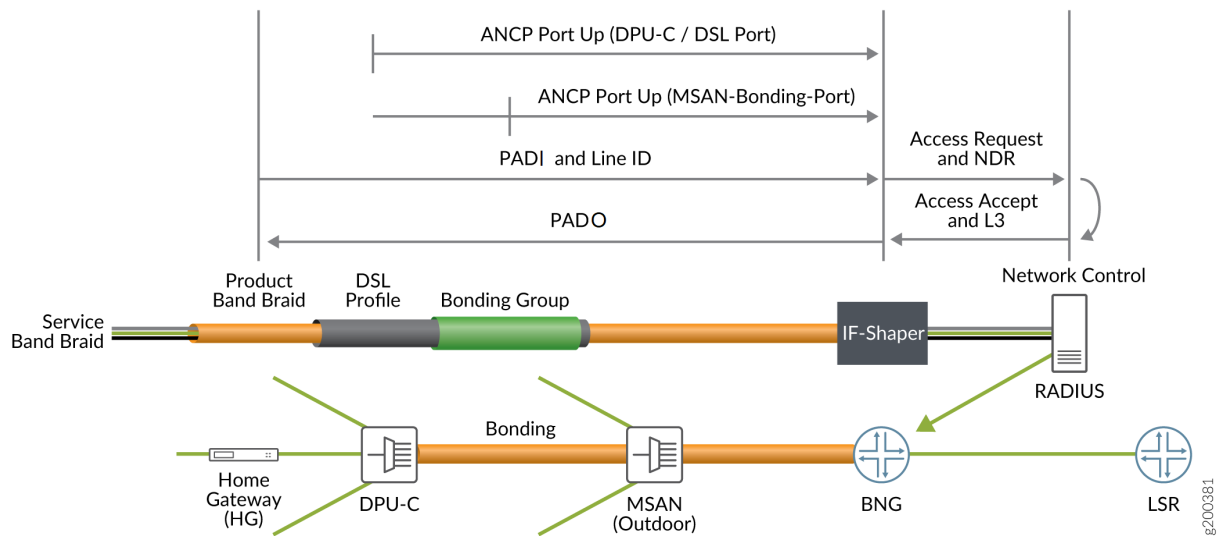 ANCP Port Up (DPU-C / DSL Port)
ANCP Port Up (MSAN-Bonding-Port)
PADI and Line ID
Access Request
and NDR
Access Accept
and L3
PADO
Product
Band Braid
DSL
Profile
Bonding Group
Network Control
Service
Band Braid
IF-Shaper
RADIUS
Bonding
Home
Gateway
(HG)
DPU-C
MSAN
(Outdoor)
BNG
LSR
g200381